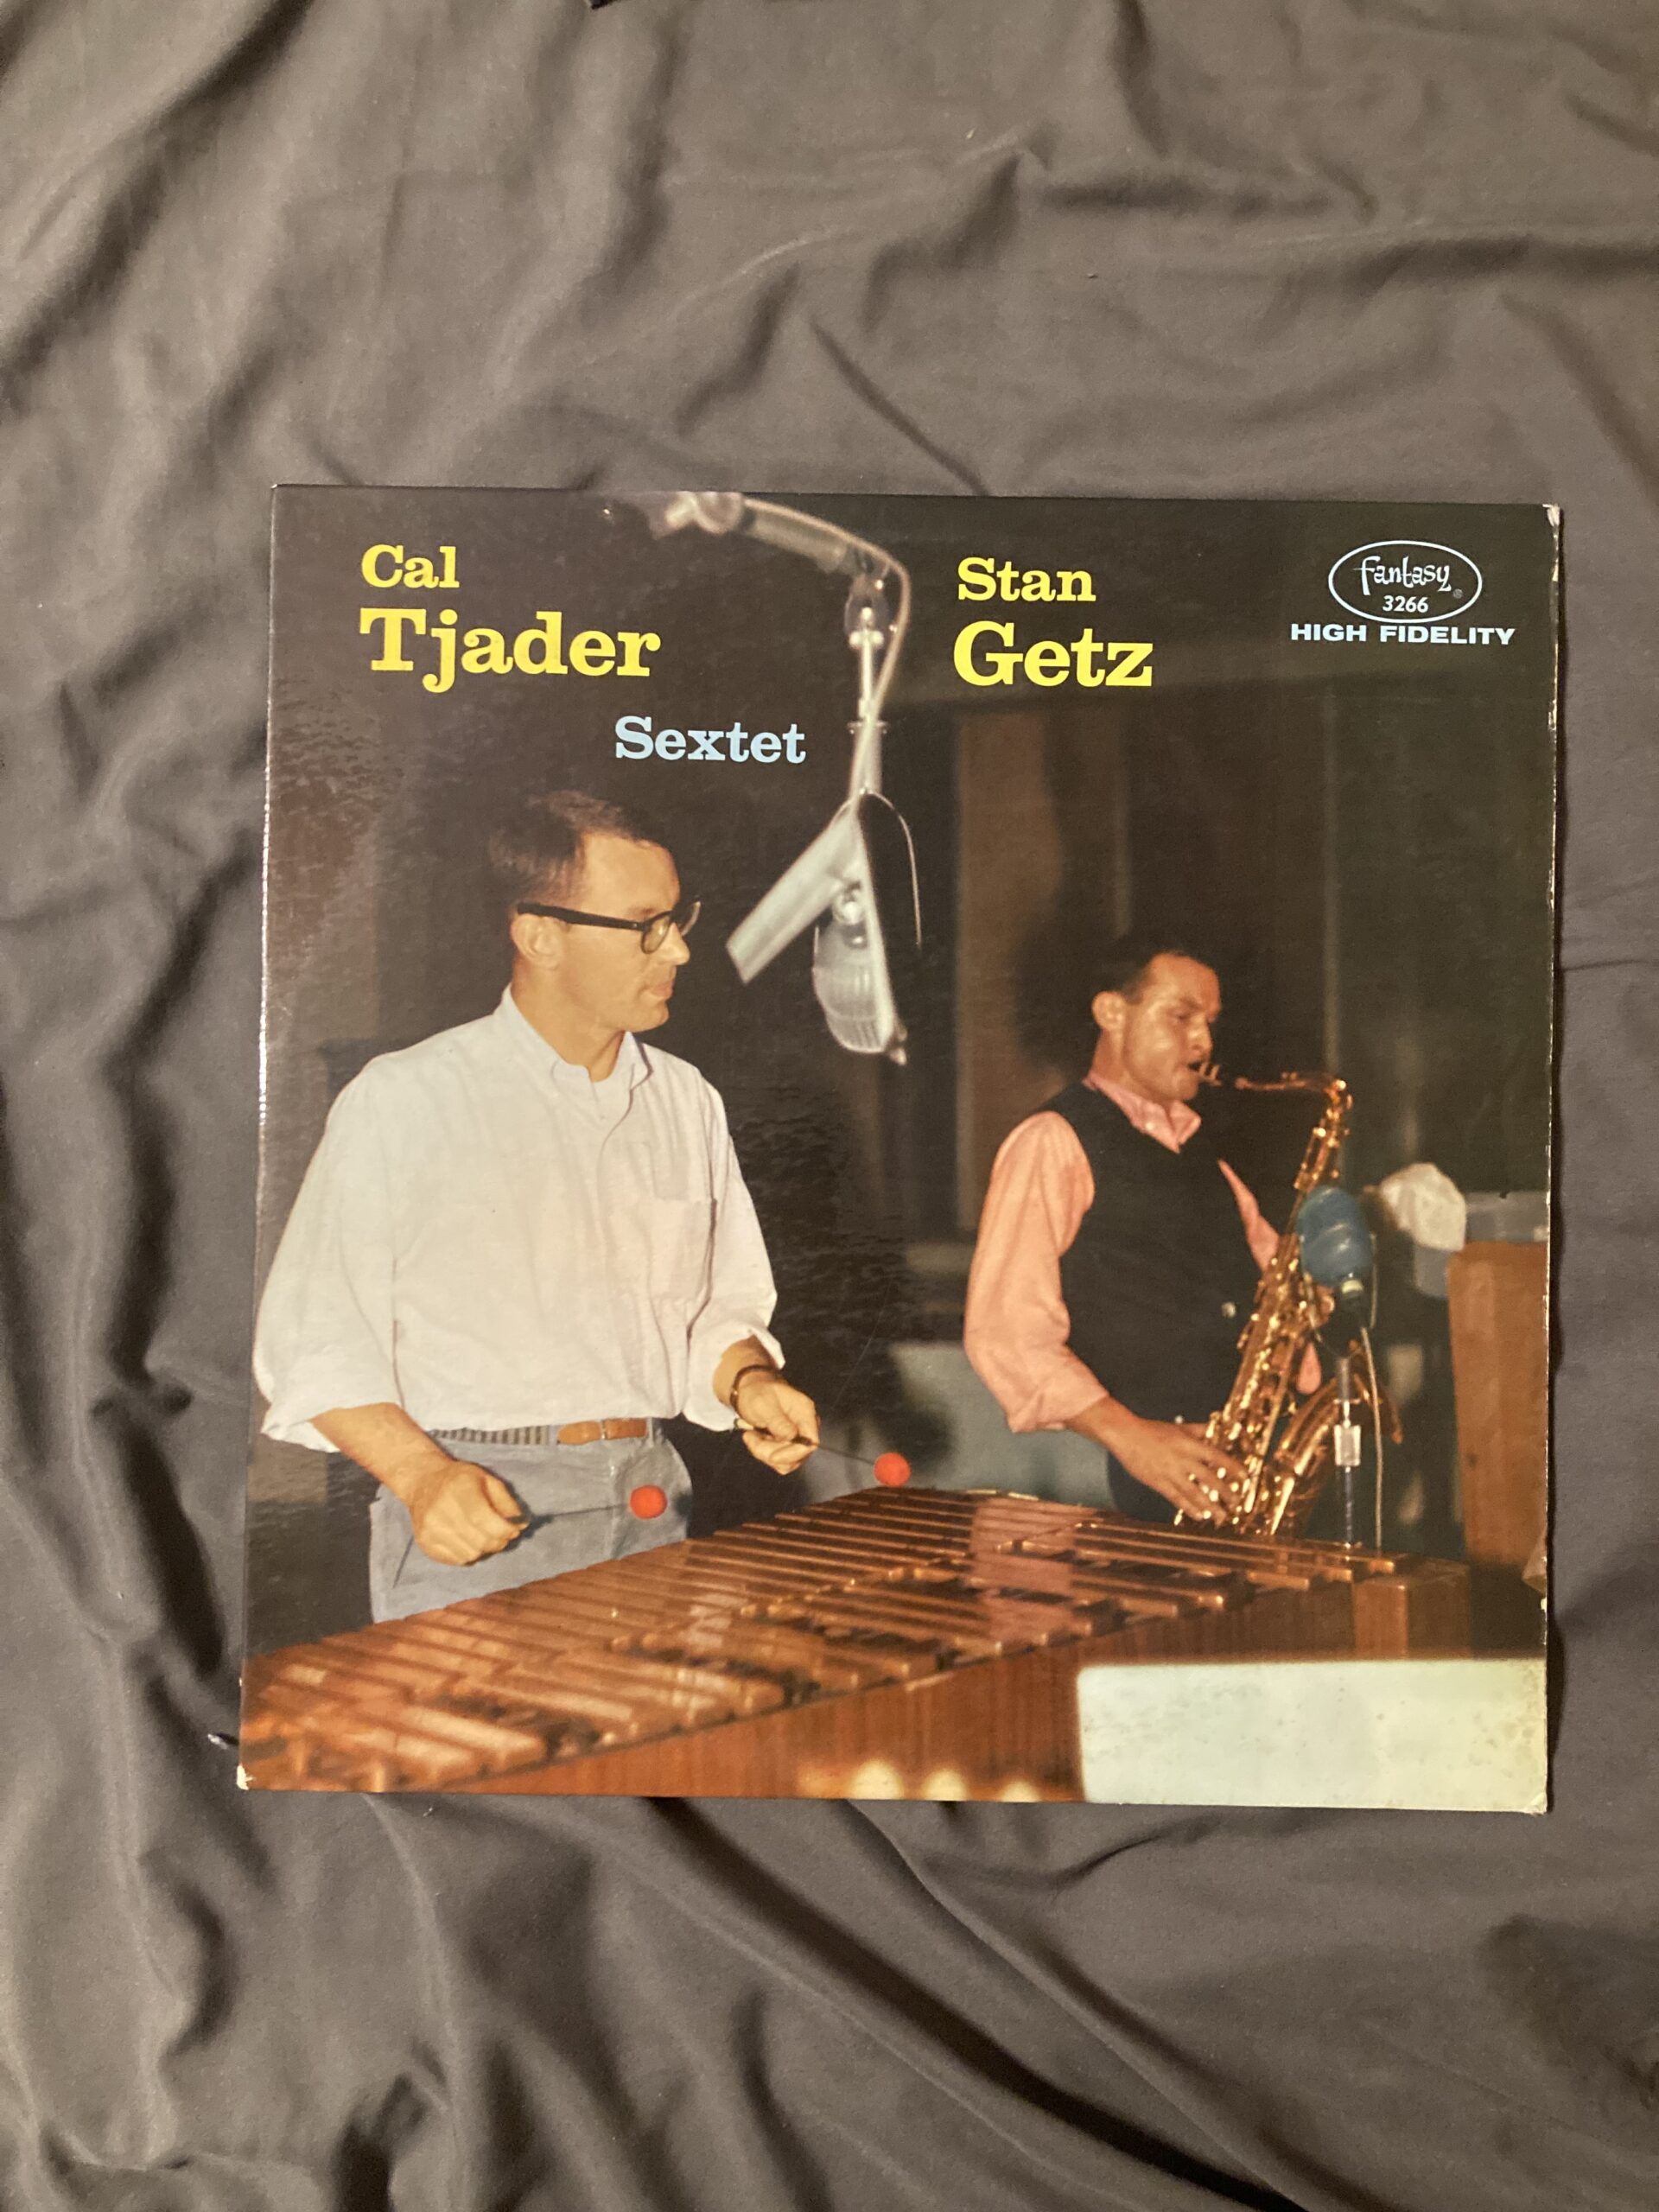 Cal
Tjader
Stan
Getz
Sextet
fantasy
3266
HIGH FIDELITY